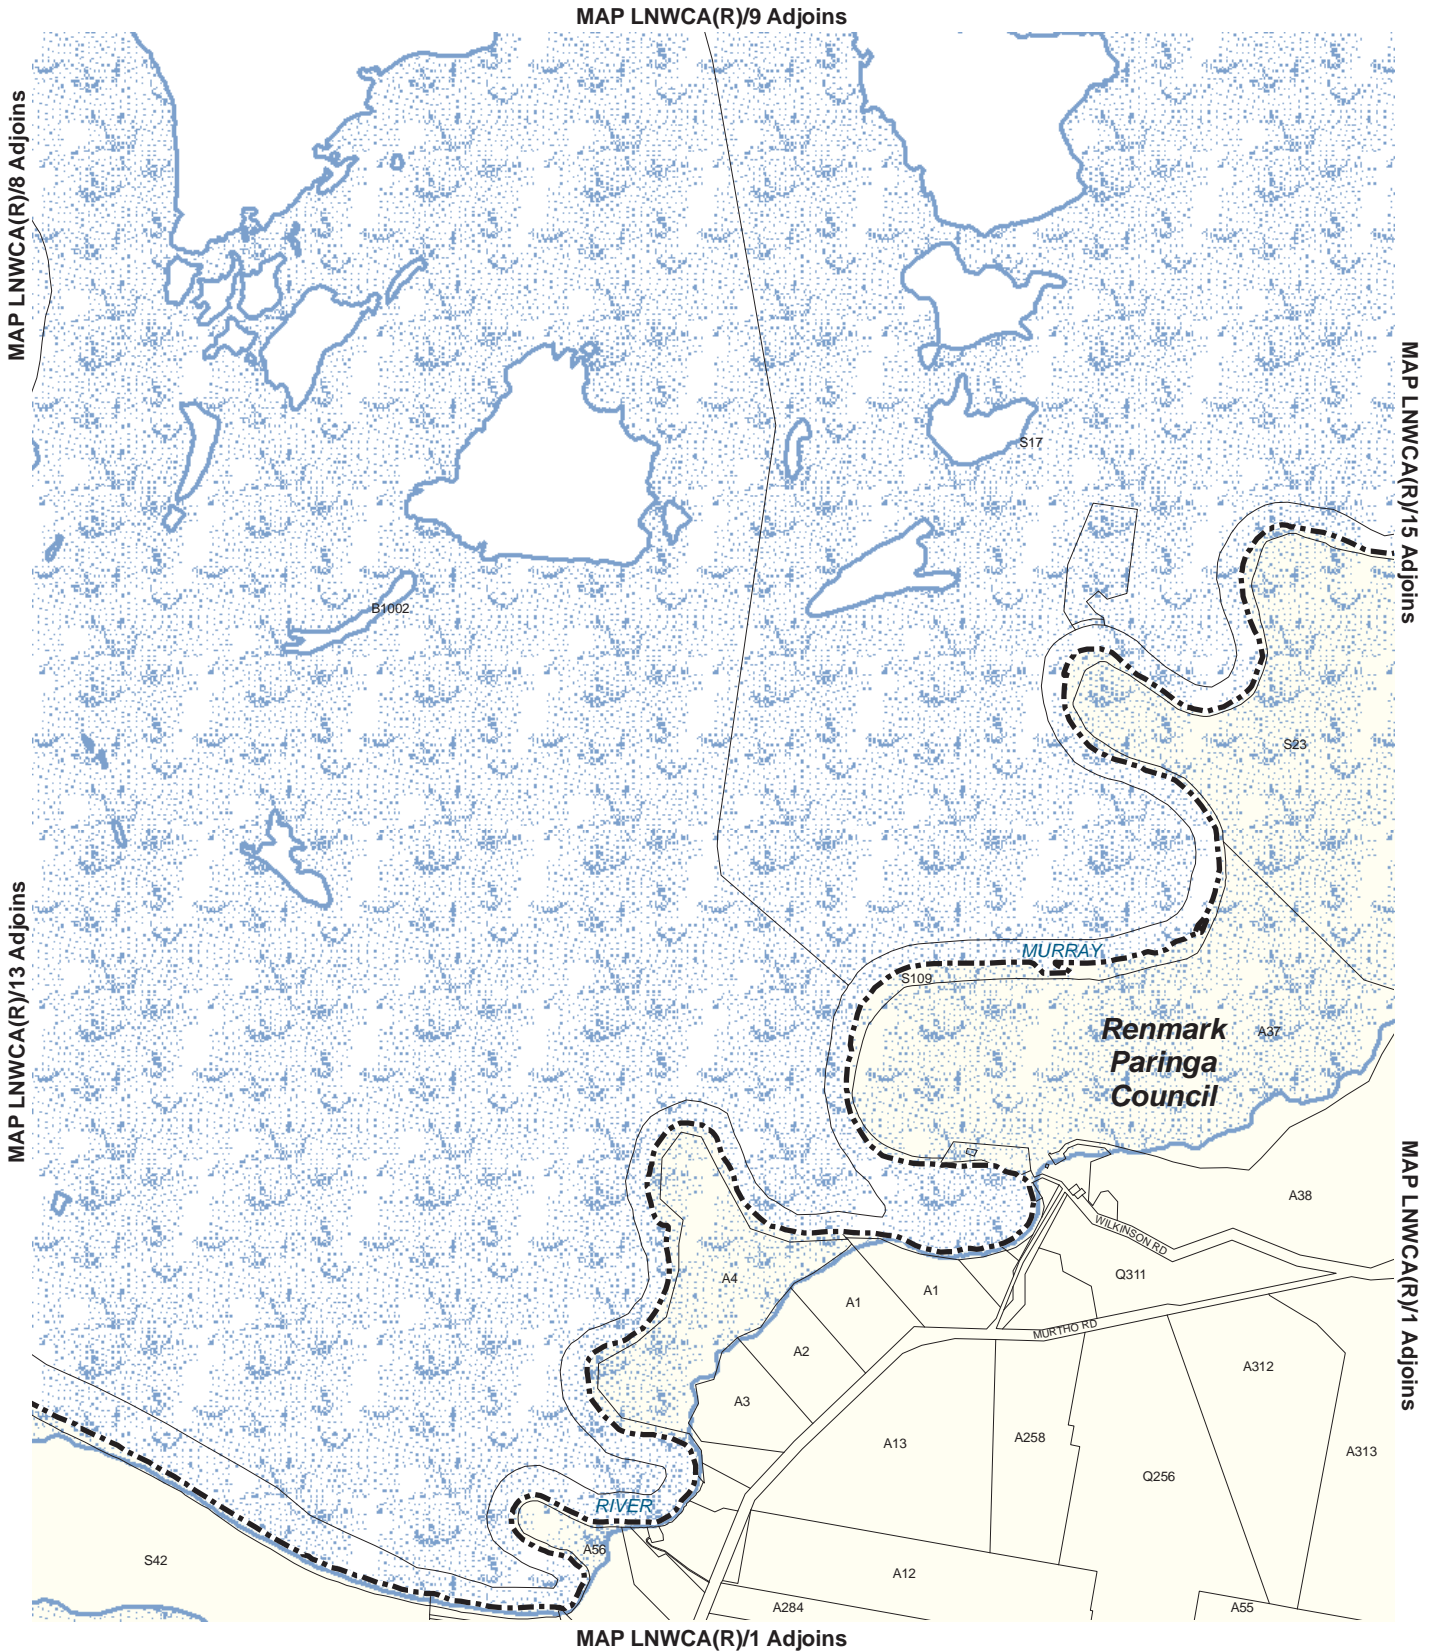 MAP LNWCA(R)/9 Adjoins
MAP LNWCA(R)/8 Adjoins
MAP LNWCA(R)/15 Adjoins
S17
B1002
S23
MAP LNWCA(R)/13 Adjoins
MURRAY
S109
Renmark
Paringa
Council
A37
MAP LNWCA(R)/1 Adjoins
A38
WILKINSON RD
A4
Q311
A1
A1
MURTHO RD
A2
A312
A3
A13
A258
A313
Q256
RIVER
A56
S42
A12
A284
A55
MAP LNWCA(R)/1 Adjoins